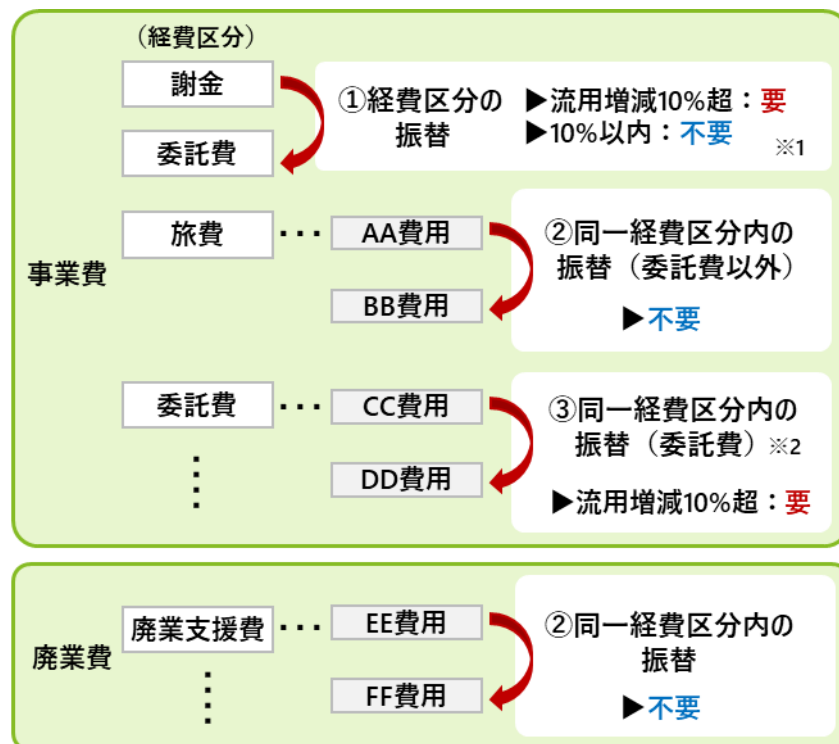 （経費区分）
謝金
①経費区分の
振替
▶流用増減10%超：要
▶10%以内：不要
※1
委託費
事業費
旅費
・・・
AA費用
②同一経費区分内の
振替（委託費以外）
BB費用
▶不要
委託費
・・・
CC費用
③同一経費区分内の
振替（委託費）※2
DD費用
▶流用増減10%超：要
廃業費
廃業支援費
・・・
EE費用
②同一経費区分内の
振替
FF費用
▶不要